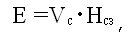 E = Vс · Hсз,